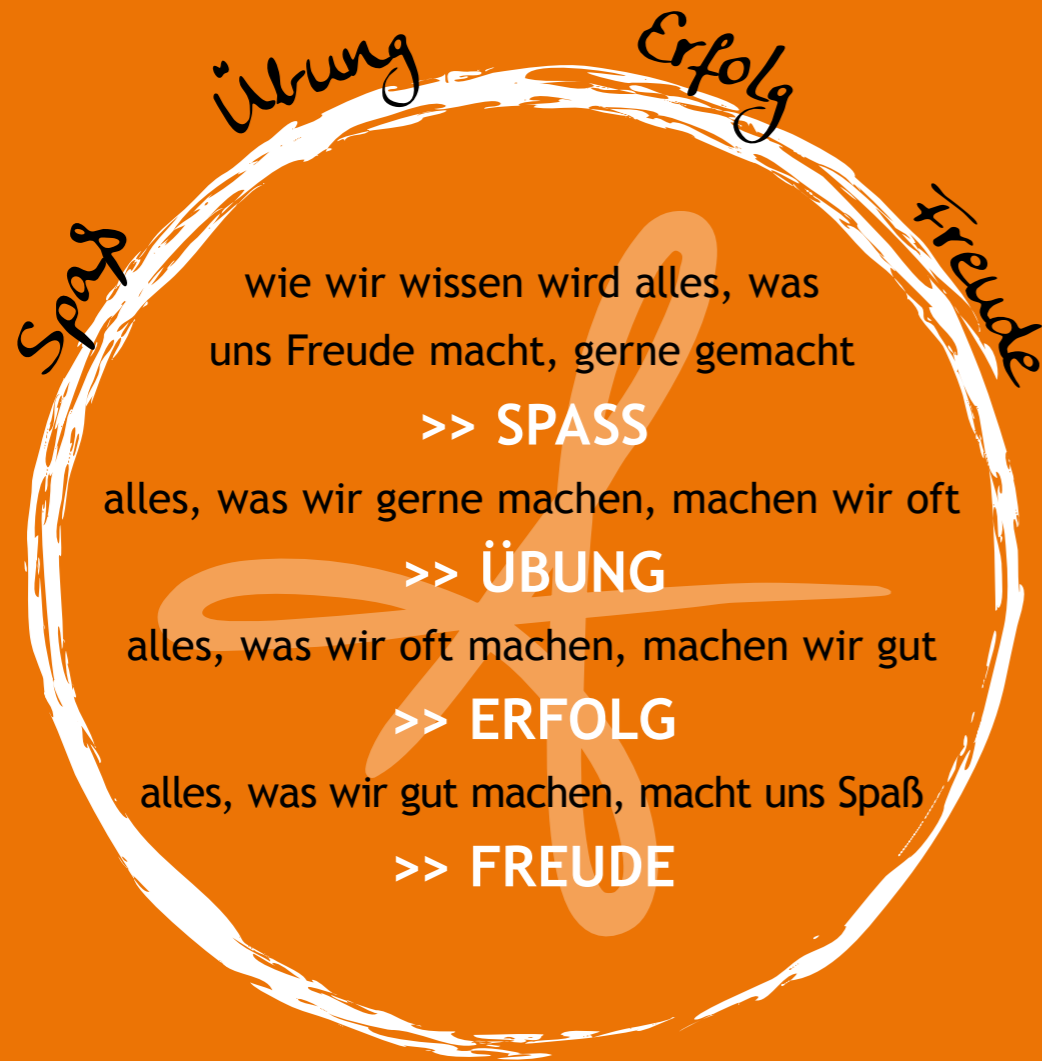 Spaß
Übung
Erfolg
Freude
wie wir wissen wird alles, was
uns Freude macht, gerne gemacht
>> SPASS
alles, was wir gerne machen, machen wir oft
>> ÜBUNG
alles, was wir oft machen, machen wir gut
>> ERFOLG
alles, was wir gut machen, macht uns Spaß
>> FREUDE